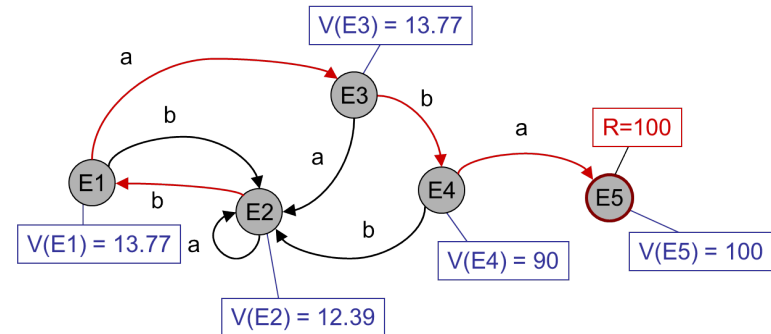 V(E3) = 13.77
a
E3
b
b
a
R=100
a
E1
E4
E5
b
E2
b
V(E1) = 13.77
a
V(E4) = 90
V(E5) = 100
V(E2) = 12.39